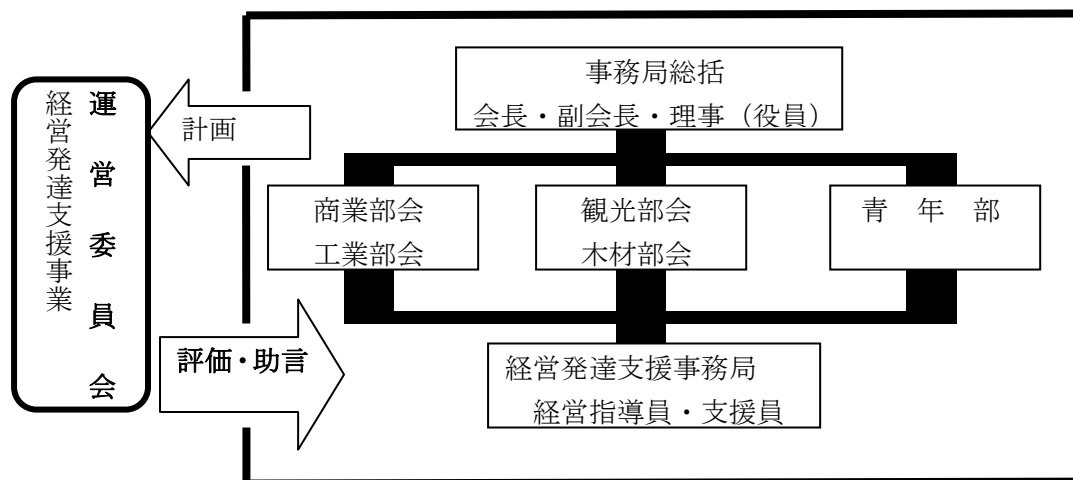 運営委員会
経営発達支援事業
計画
評価・助言
事務局総括
会長・副会長・理事（役員）
商業部会
工業部会
観光部会
木材部会
青　年　部
経営発達支援事務局
経営指導員・支援員